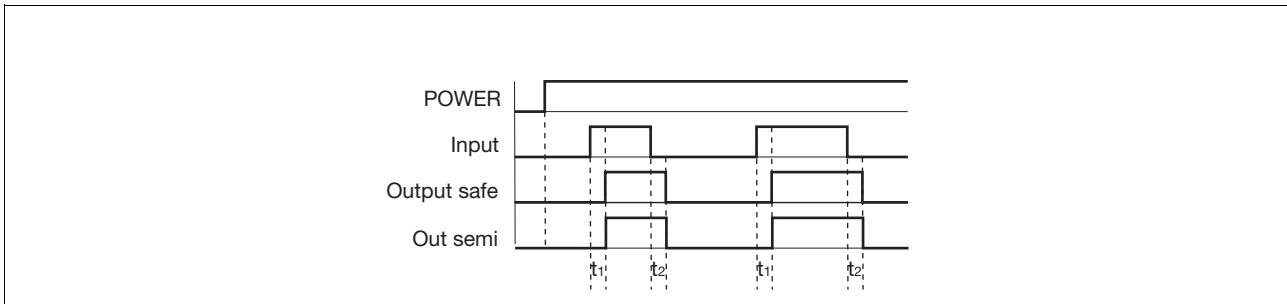 POWER
Input
Output safe
Out semi
t1 t2 t1 t2